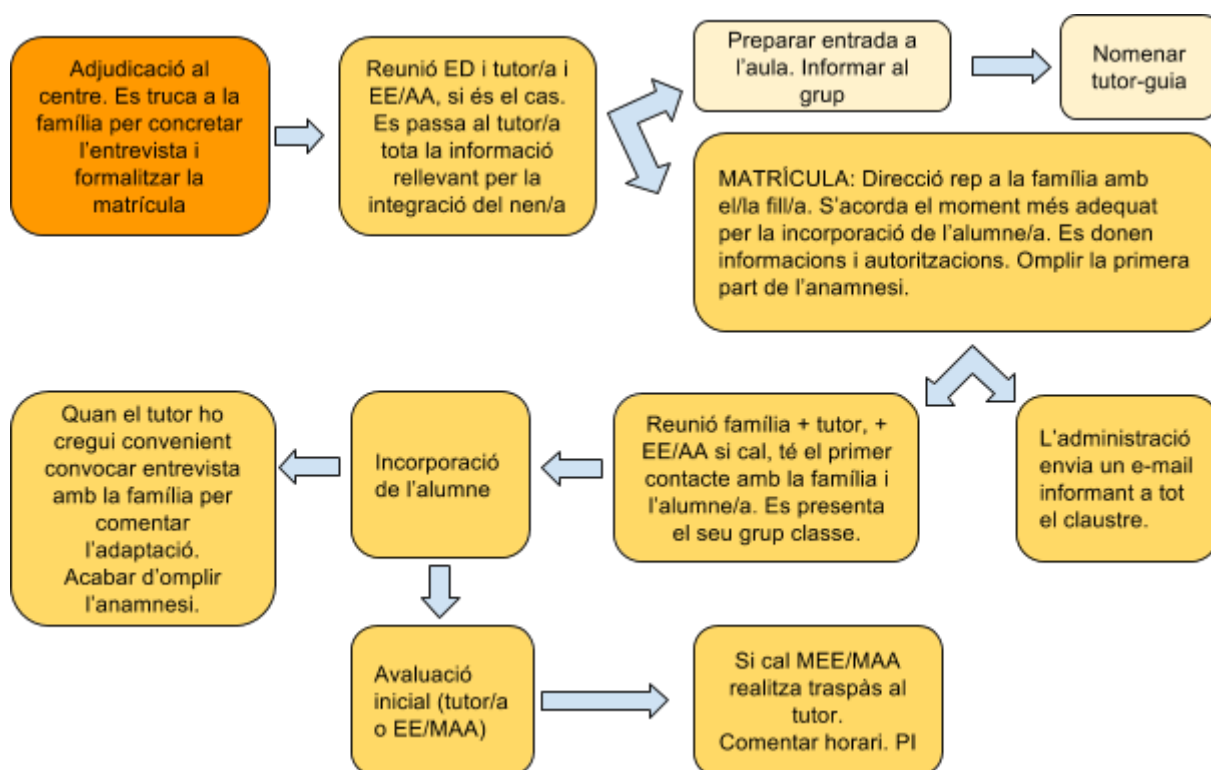 Adjudicació al
centre. Es truca a la
família per concretar
l'entrevista i
formalitzar la
matrícula
Reunió ED i tutor/a i
EE/AA, si és el cas.
Es passa al tutor/a
tota la informació
rellevant per la
integració del nen/a
Preparar entrada a
l'aula. Informar al
grup
Nomenar
tutor-guia
MATRÍCULA: Direcció rep a la família amb
el/la fill/a. S'acorda el moment més adequat
per la incorporació de l'alumne/a. Es donen
informacions i autoritzacions. Omplir la primera
part de l'anamnesi.
L'administració
envia un e-mail
informant a tot
el claustre.
Reunió família + tutor, +
EE/AA si cal, té el primer
contacte amb la família i
l'alumne/a. Es presenta
el seu grup classe.
Incorporació
de l'alumne
Quan el tutor ho
cregui convenient
convocar entrevista
amb la família per
comentar
l'adaptació.
Acabar d'omplir
l'anamnesi.
Avaluació
inicial (tutor/a
o EE/MAA)
Si cal MEE/MAA
realitza traspàs al
tutor.
Comentar horari. PI